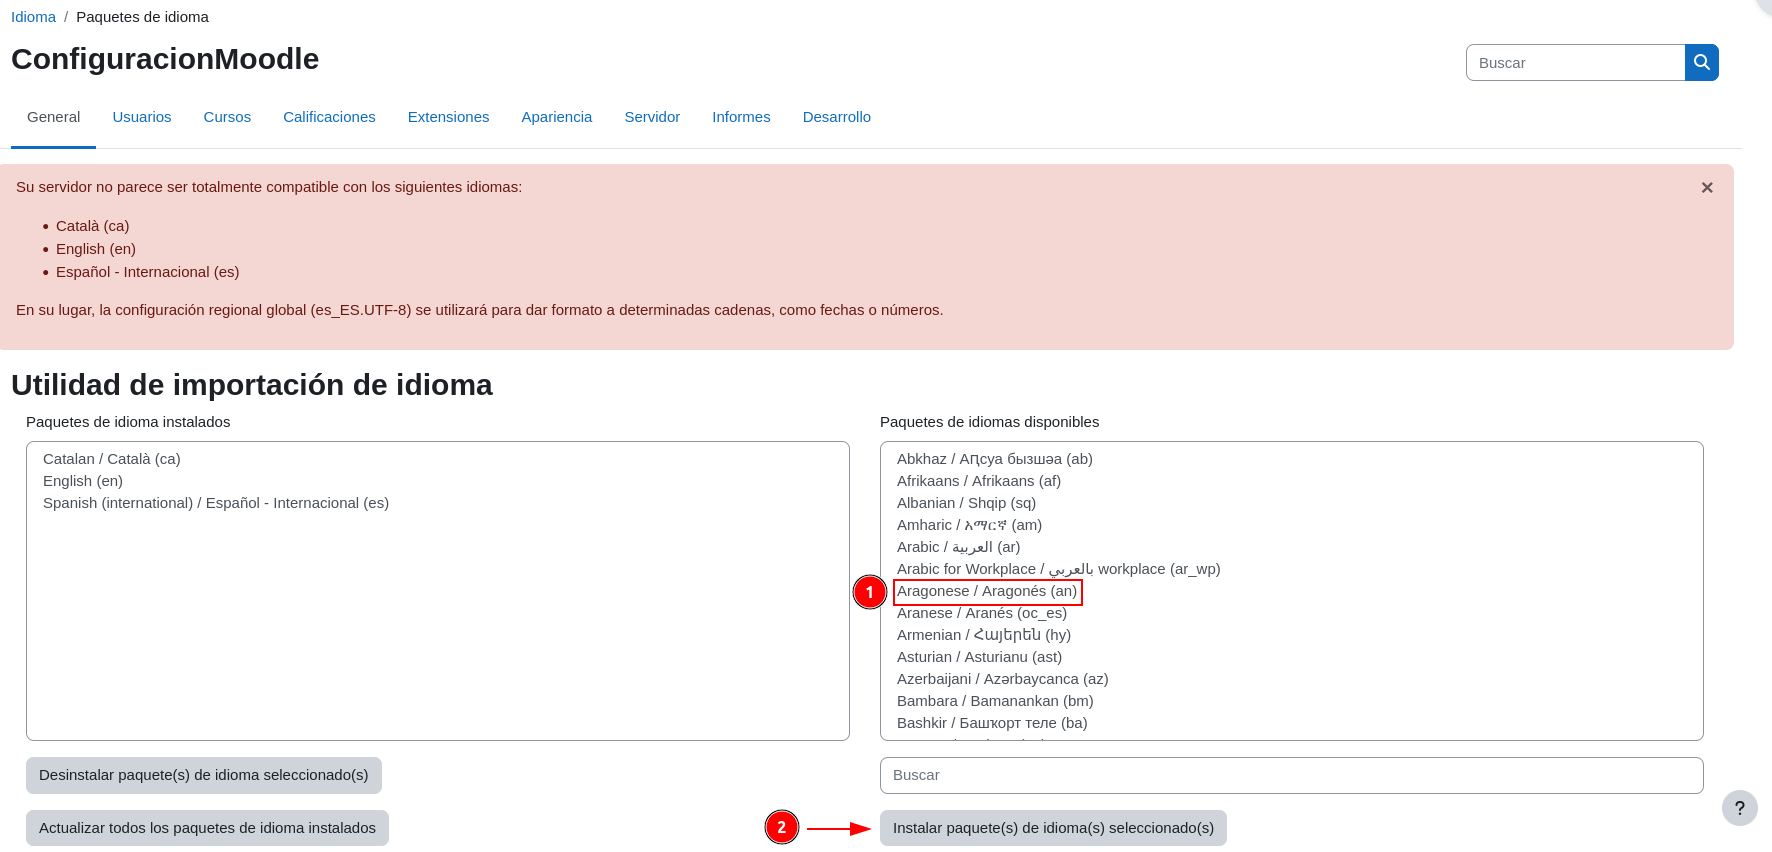 Idioma / Paquetes de idioma
ConfiguracionMoodle
Buscar
General Usuarios Cursos Calificaciones Extensiones Apariencia Servidor Informes Desarrollo
Su servidor no parece ser totalmente compatible con los siguientes idiomas:
×
• Català (ca)
• English (en)
• Español - Internacional (es)
En su lugar, la configuración regional global (es_ES.UTF-8) se utilizará para dar formato a determinadas cadenas, como fechas o números.
Utilidad de importación de idioma
Paquetes de idioma instalados
Catalan / Català (ca)
English (en)
Spanish (international) / Español - Internacional (es)
Desinstalar paquete(s) de idioma seleccionado(s)
Actualizar todos los paquetes de idioma instalados
Paquetes de idiomas disponibles
Abkhaz / Аԥсуа бызшәа (ab)
Afrikaans / Afrikaans (af)
Albanian / Shqip (sq)
Amharic / አማርኛ (am)
Arabic / العربية (ar)
Arabic for Workplace / بالعربي workplace (ar_wp)
1 Aragonese / Aragonés (an)
Aranese / Aranés (oc_es)
Armenian / Հայերեն (hy)
Asturian / Asturianu (ast)
Azerbaijani / Azərbaycanca (az)
Bambara / Bamanankan (bm)
Bashkir / Башҡорт теле (ba)
Buscar
2 Instalar paquete(s) de idioma(s) seleccionado(s)
?